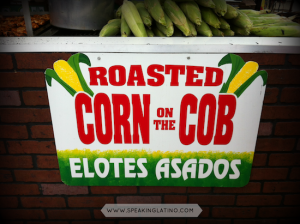 ROASTED
CORN ON THE COB
ELOTES ASADOS
WWW.SPEAKINGLATINO.COM